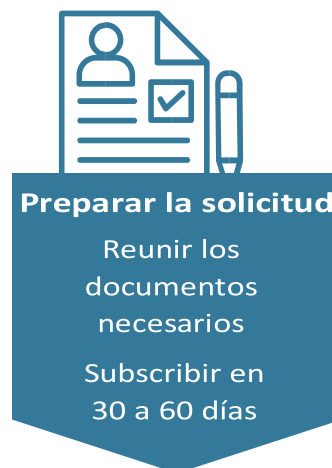 Preparar la solicitud
Reunir los
documentos
necesarios
Subscribir en
30 a 60 días